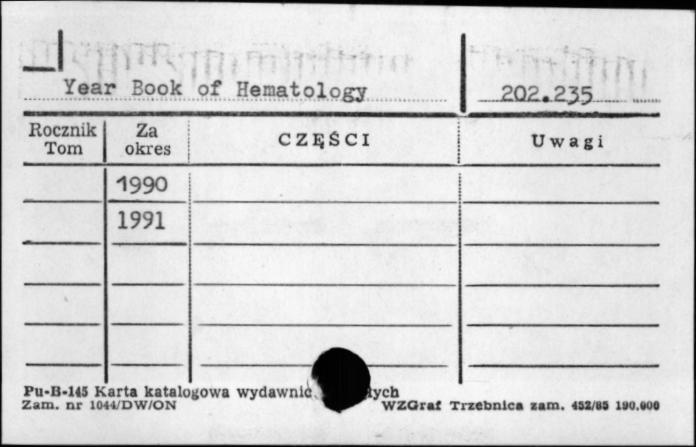 Year Book of Hematology 202.235
Rocznik Tom Za okres CZĘŚCI Uwagi
1990
1991
Pu-B-145 Karta katalogowa wydawnic łych
Zam. nr 1044/DW/ON WZGraf Trzebnica zam. 452/85 190.000